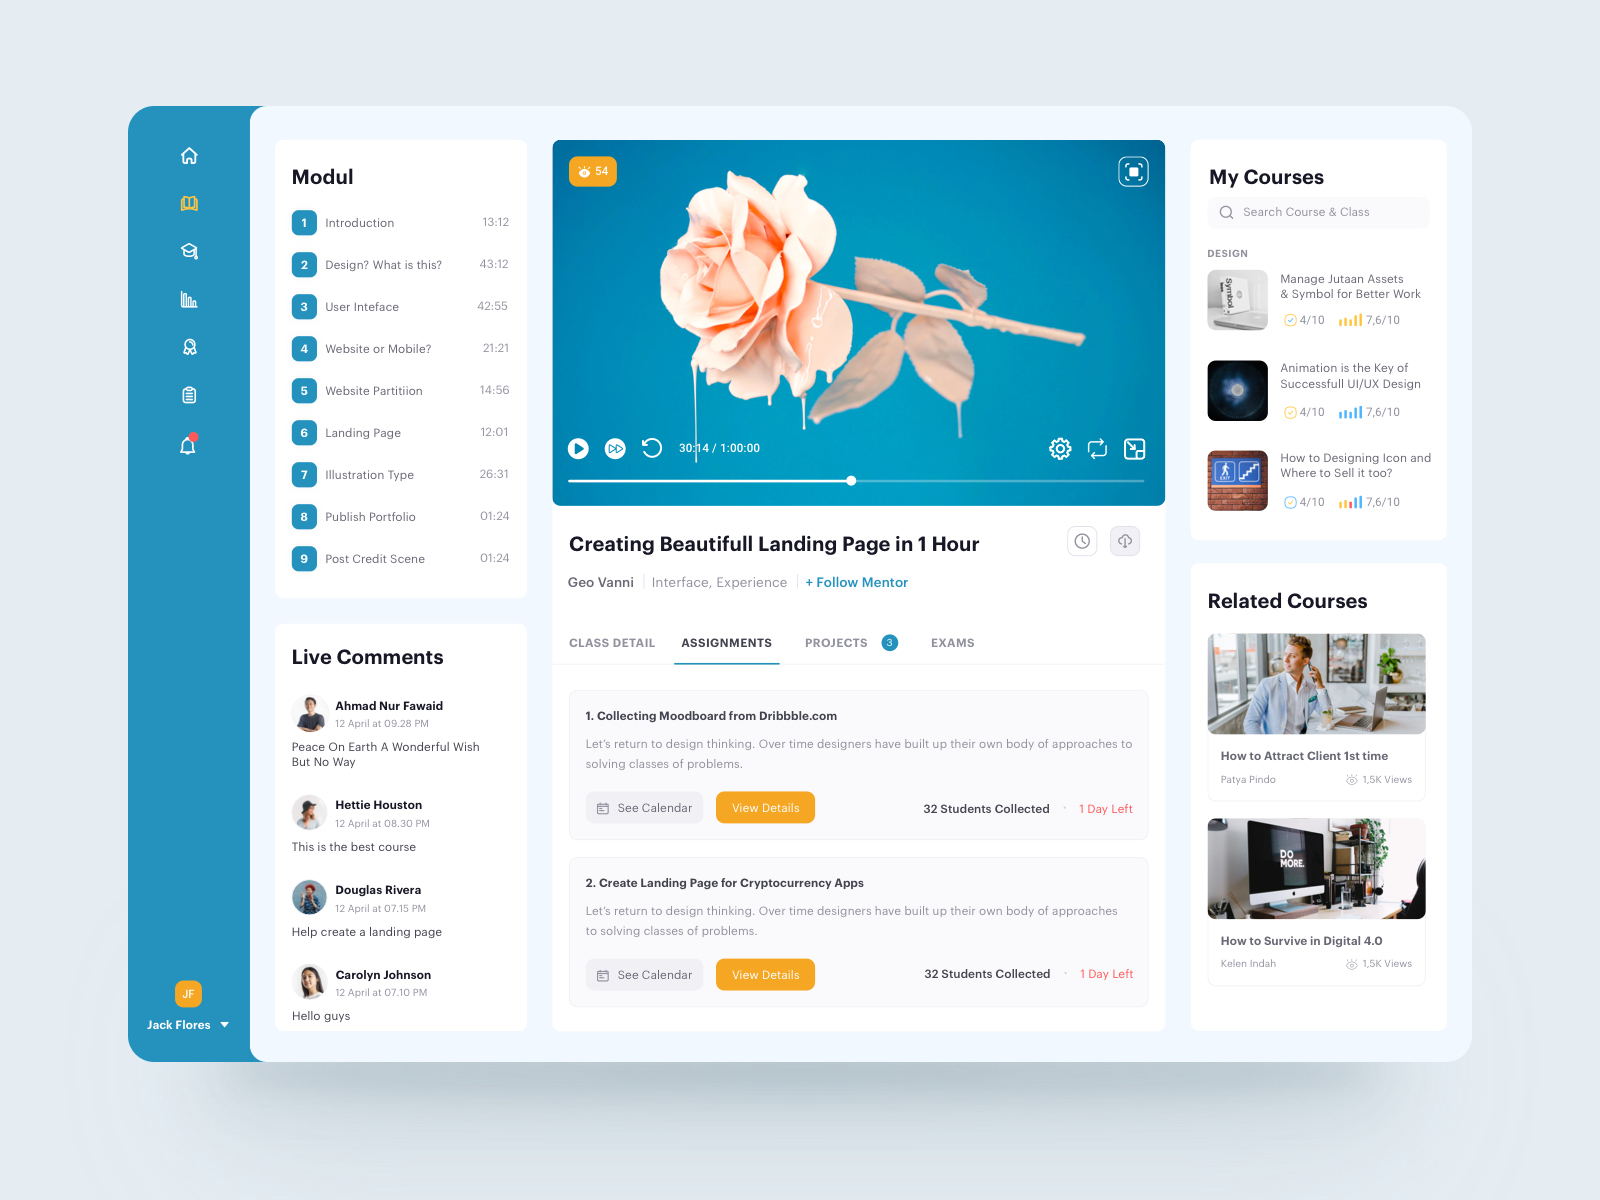 JF
Jack Flores
Modul
1 Introduction 13:12
2 Design? What is this? 43:12
3 User Inteface 42:55
4 Website or Mobile? 21:21
5 Website Partitiion 14:56
6 Landing Page 12:01
7 Illustration Type 26:31
8 Publish Portfolio 01:24
9 Post Credit Scene 01:24
Live Comments
Ahmad Nur Fawaid
12 April at 09.28 PM
Peace On Earth A Wonderful Wish
But No Way
Hettie Houston
12 April at 08.30 PM
This is the best course
Douglas Rivera
12 April at 07.15 PM
Help create a landing page
Carolyn Johnson
12 April at 07.10 PM
Hello guys
54
30:14 / 1:00:00
Creating Beautifull Landing Page in 1 Hour
Geo Vanni Interface, Experience + Follow Mentor
CLASS DETAIL ASSIGNMENTS PROJECTS 3 EXAMS
1. Collecting Moodboard from Dribbble.com
Let's return to design thinking. Over time designers have built up their own body of approaches to
solving classes of problems.
See Calendar View Details 32 Students Collected · 1 Day Left
2. Create Landing Page for Cryptocurrency Apps
Let's return to design thinking. Over time designers have built up their own body of approaches
to solving classes of problems.
See Calendar View Details 32 Students Collected · 1 Day Left
My Courses
Search Course & Class
DESIGN
Symbol
Manage Jutaan Assets
& Symbol for Better Work
4/10 7,6/10
Animation is the Key of
Successfull UI/UX Design
4/10 7,6/10
EXIT
How to Designing Icon and
Where to Sell it too?
4/10 7,6/10
Related Courses
How to Attract Client 1st time
Patya Pindo 1,5K Views
DO
MORE.
How to Survive in Digital 4.0
Kelen Indah 1,5K Views